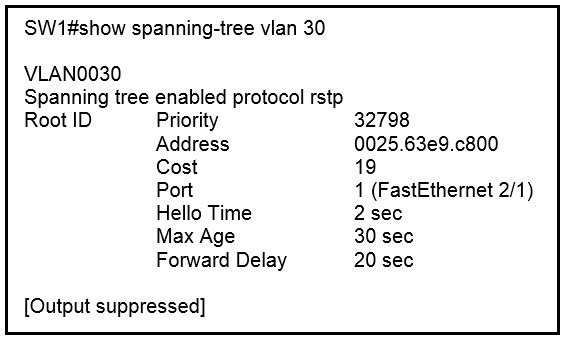 SW1#show spanning-tree vlan 30
VLAN0030
Spanning tree enabled protocol rstp
Root ID Priority 32798
Address 0025.63e9.c800
Cost 19
Port 1 (FastEthernet 2/1)
Hello Time 2 sec
Max Age 30 sec
Forward Delay 20 sec
[Output suppressed]